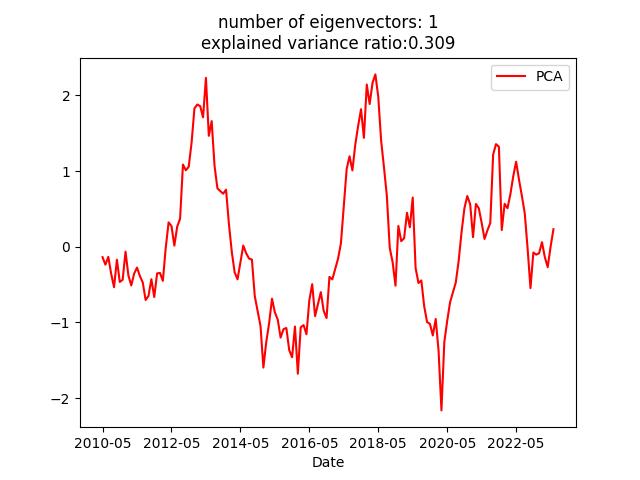 number of eigenvectors: 1
explained variance ratio:0.309
PCA
2
1
0
−1
−2
2010-05 2012-05 2014-05 2016-05 2018-05 2020-05 2022-05
Date